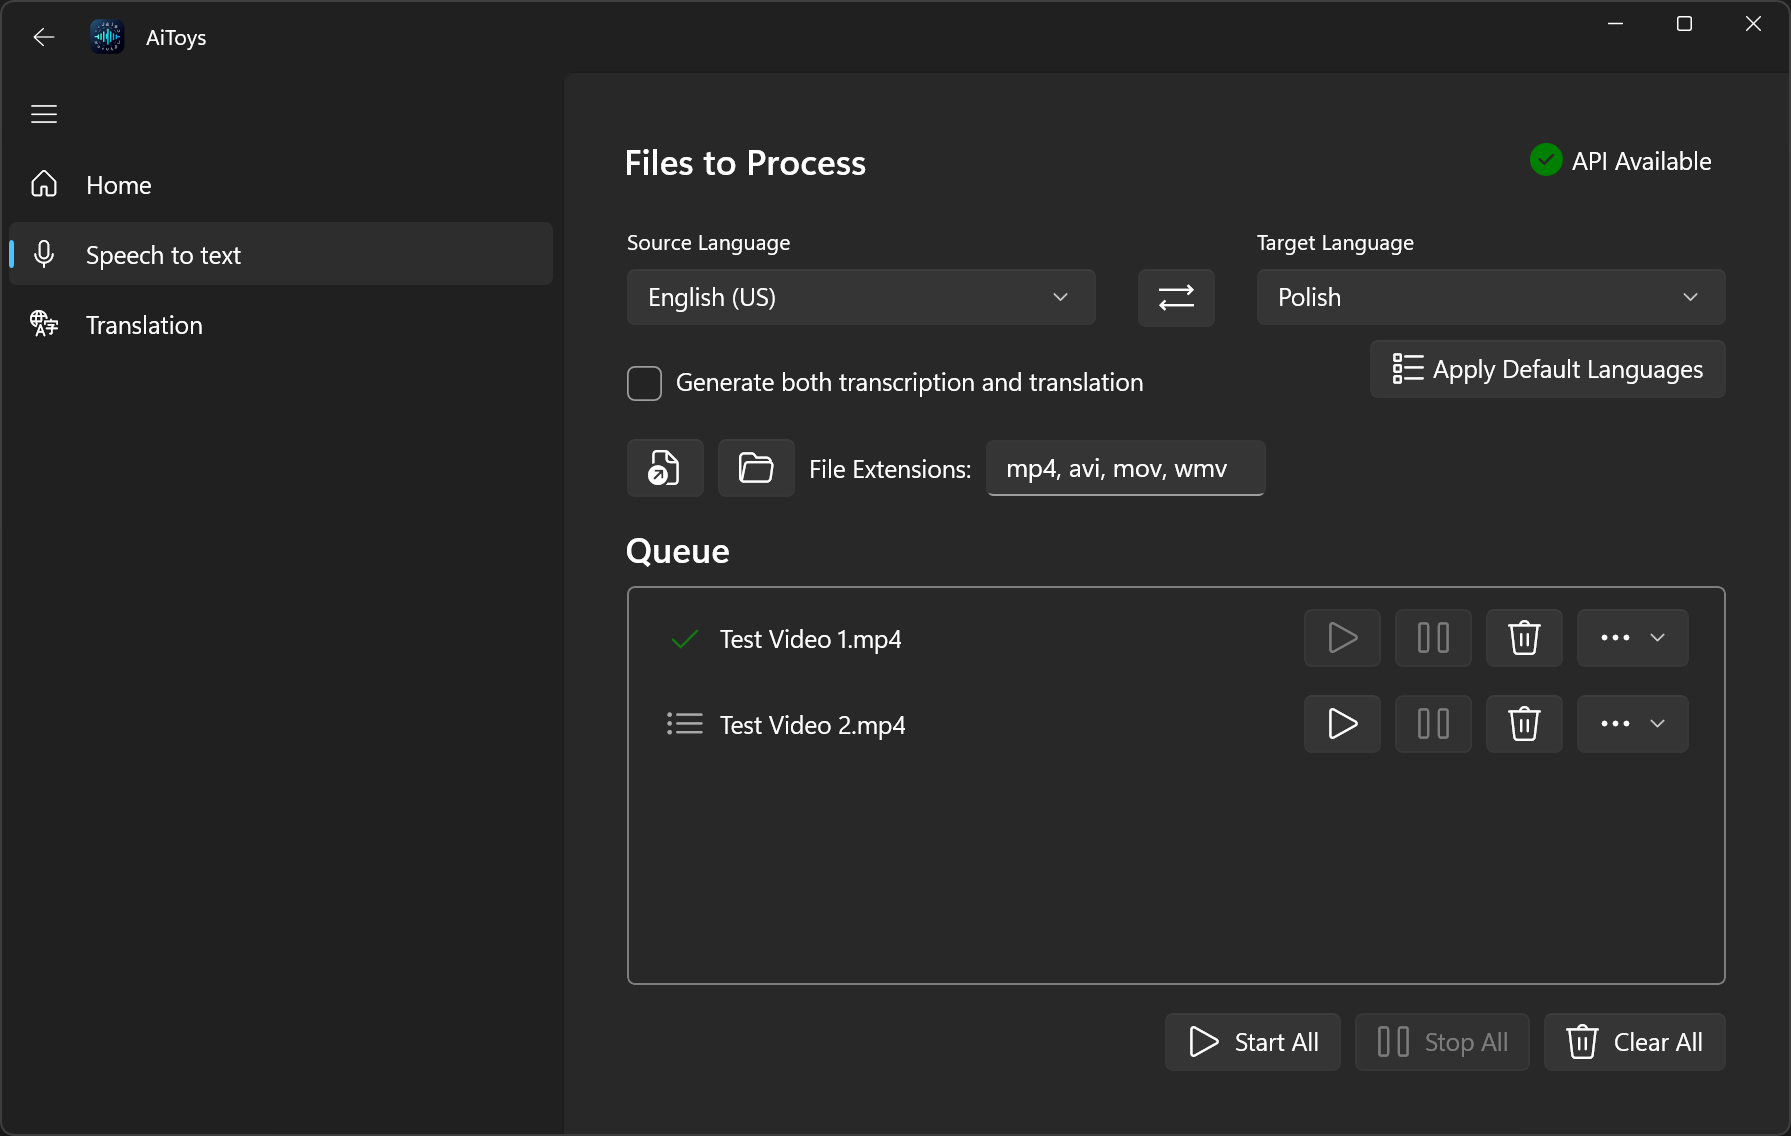 AiToys
Home
Speech to text
Translation
Files to Process
API Available
Source Language
Target Language
English (US)
Polish
Generate both transcription and translation
Apply Default Languages
File Extensions:
mp4, avi, mov, wmv
Queue
Test Video 1.mp4
Test Video 2.mp4
Start All
Stop All
Clear All